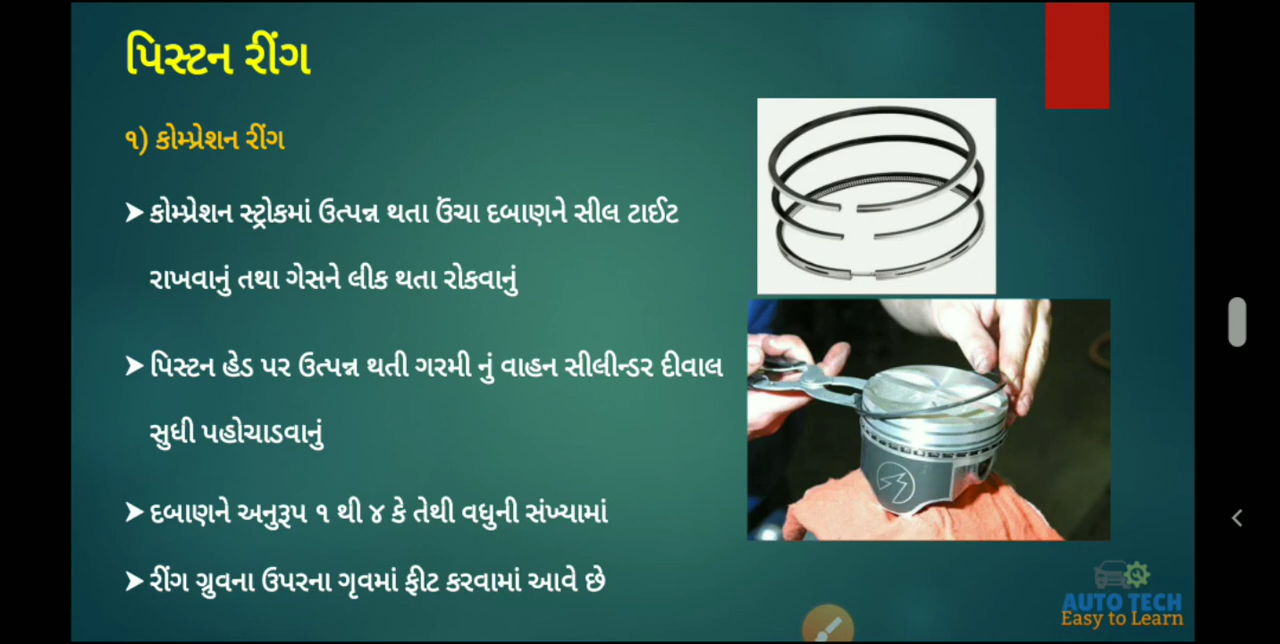 પિસ્ટન રીંગ
૧) કોમ્પ્રેશન રીંગ
➤ કોમ્પ્રેશન સ્ટ્રોકમાં ઉત્પન્ન થતા ઉંચા દબાણને સીલ ટાઈટ
રાખવાનું તથા ગેસને લીક થતા રોકવાનું
➤ પિસ્ટન હેડ પર ઉત્પન્ન થતી ગરમી નું વાહન સીલીન્ડર દીવાલ
સુધી પહોચાડવાનું
➤ દબાણને અનુરૂપ ૧ થી ૪ કે તેથી વધુની સંખ્યામાં
➤ રીંગ ગ્રુવના ઉપરના ગૃવમાં ફીટ કરવામાં આવે છે
AUTO TECH
Easy to Learn